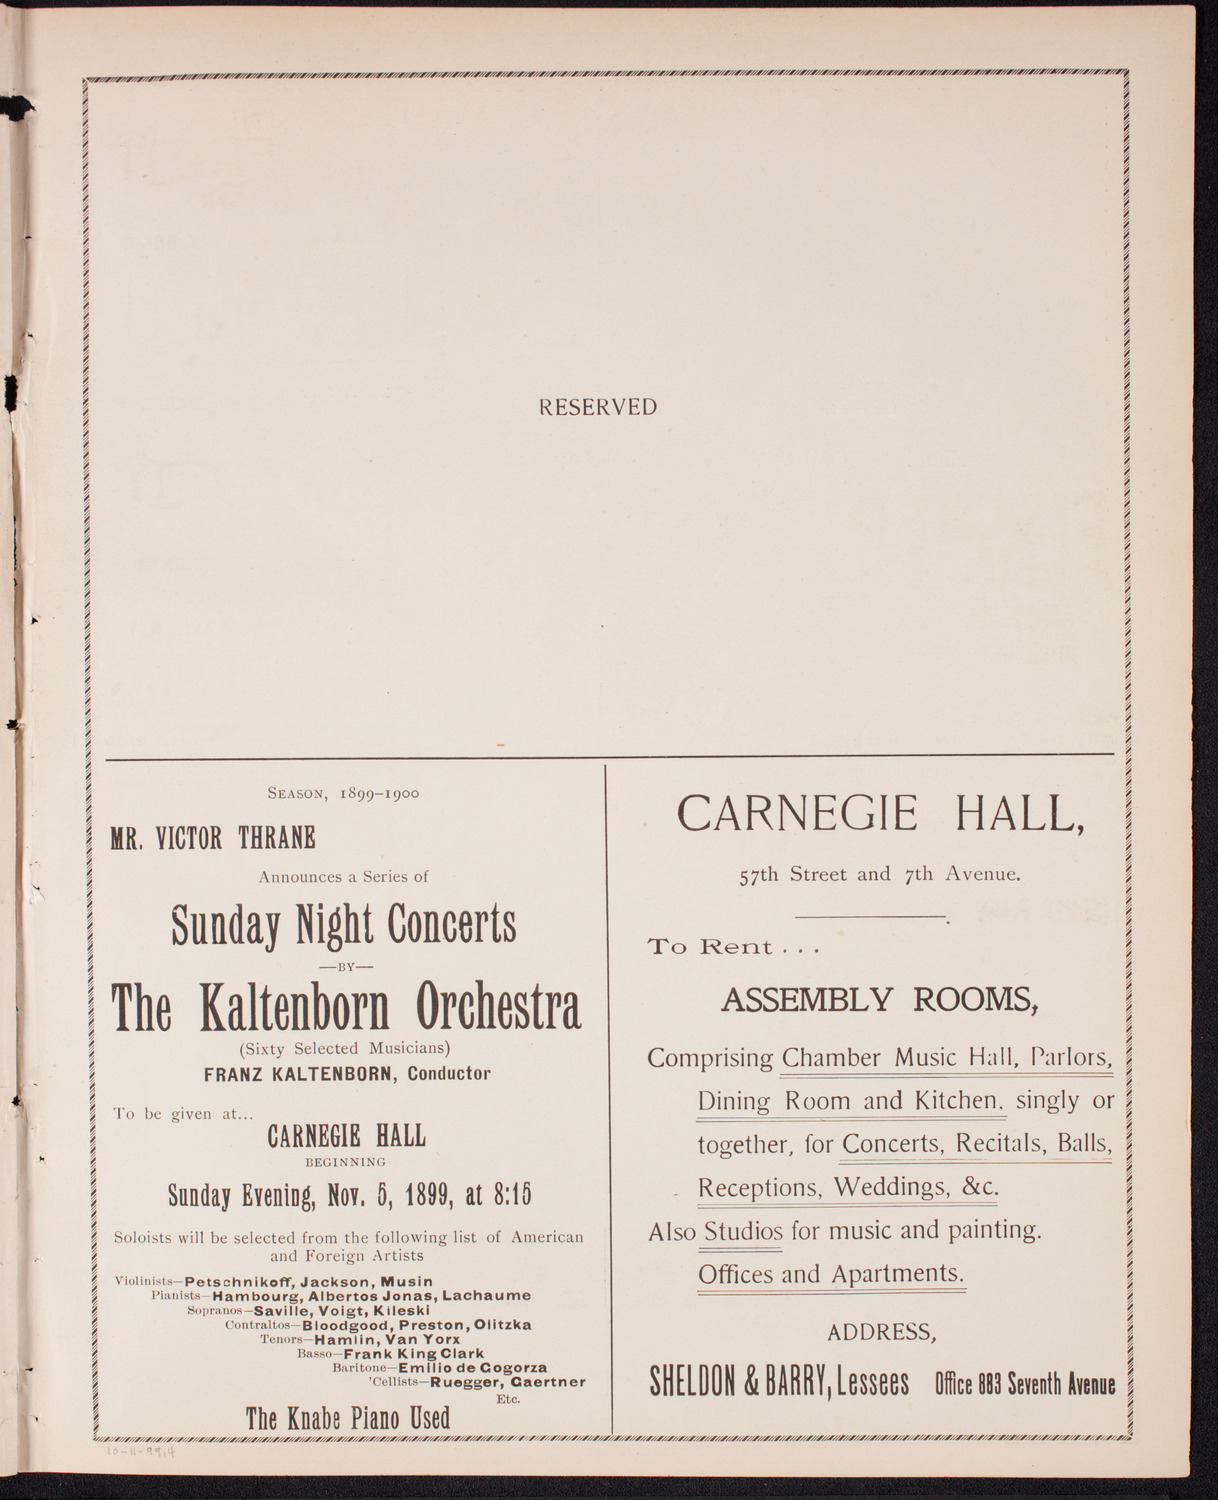 RESERVED
SEASON, 1899–1900
MR. VICTOR THRANE
Announces a Series of
Sunday Night Concerts
—BY—
The Kaltenborn Orchestra
(Sixty Selected Musicians)
FRANZ KALTENBORN, Conductor
To be given at...
CARNEGIE HALL
BEGINNING
Sunday Evening, Nov. 5, 1899, at 8:15
Soloists will be selected from the following list of American
and Foreign Artists
Violinists—Petschnikoff, Jackson, Musin
Pianists—Hambourg, Albertos Jonas, Lachaume
Sopranos—Saville, Voigt, Kileski
Contraltos—Bloodgood, Preston, Olitzka
Tenors—Hamlin, Van Yorx
Basso—Frank King Clark
Baritone—Emilio de Gogorza
'Cellists—Ruegger, Gaertner
Etc.
The Knabe Piano Used
CARNEGIE HALL,
57th Street and 7th Avenue.
To Rent . . .
ASSEMBLY ROOMS,
Comprising Chamber Music Hall, Parlors,
Dining Room and Kitchen, singly or
together, for Concerts, Recitals, Balls,
Receptions, Weddings, &c.
Also Studios for music and painting.
Offices and Apartments.
ADDRESS,
SHELDON & BARRY, Lessees Office 883 Seventh Avenue
10-11-99.4